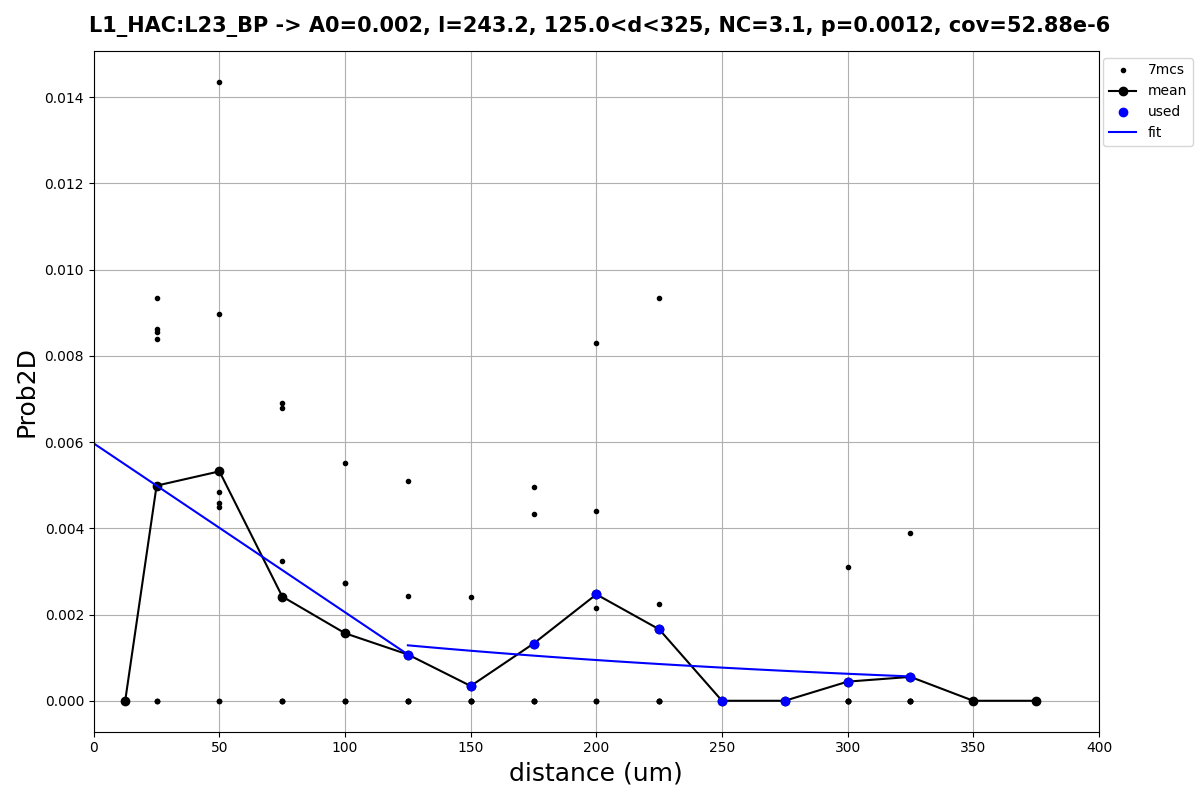 L1_HAC:L23_BP -> A0=0.002, l=243.2, 125.0<d<325, NC=3.1, p=0.0012, cov=52.88e-6
7mcs
mean
used
fit
0.014
0.012
0.010
0.008
0.006
0.004
0.002
0.000
Prob2D
0 50 100 150 200 250 300 350 400
distance (um)